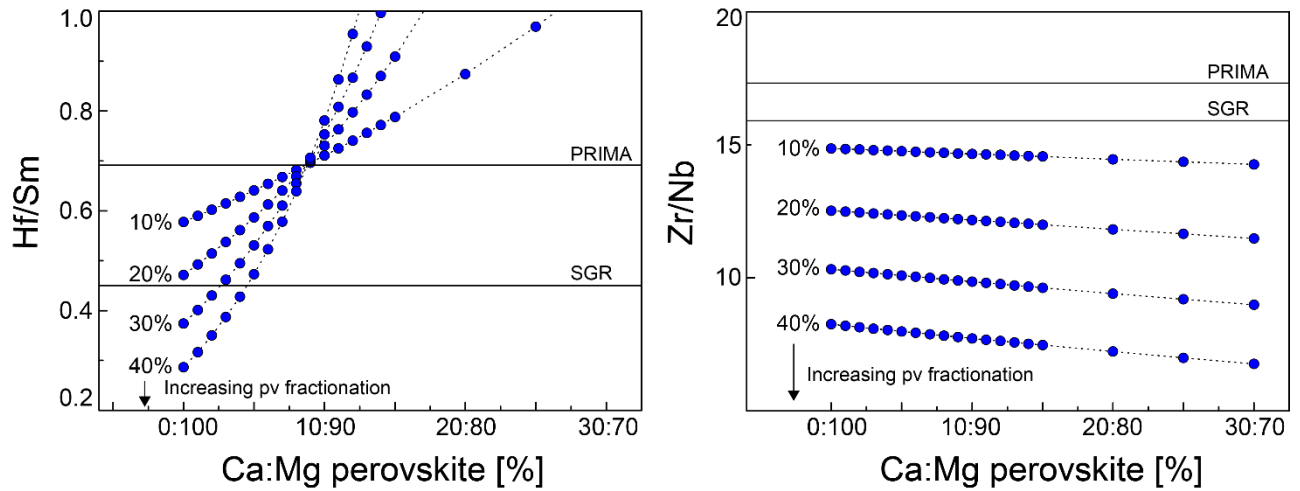 Hf/Sm
1.0
0.8
0.6
0.4
0.2
PRIMA
SGR
10%
20%
30%
40%
Increasing pv fractionation
0:100
10:90
20:80
30:70
Ca:Mg perovskite [%]
Zr/Nb
20
15
10
PRIMA
SGR
10%
20%
30%
40%
Increasing pv fractionation
0:100
10:90
20:80
30:70
Ca:Mg perovskite [%]